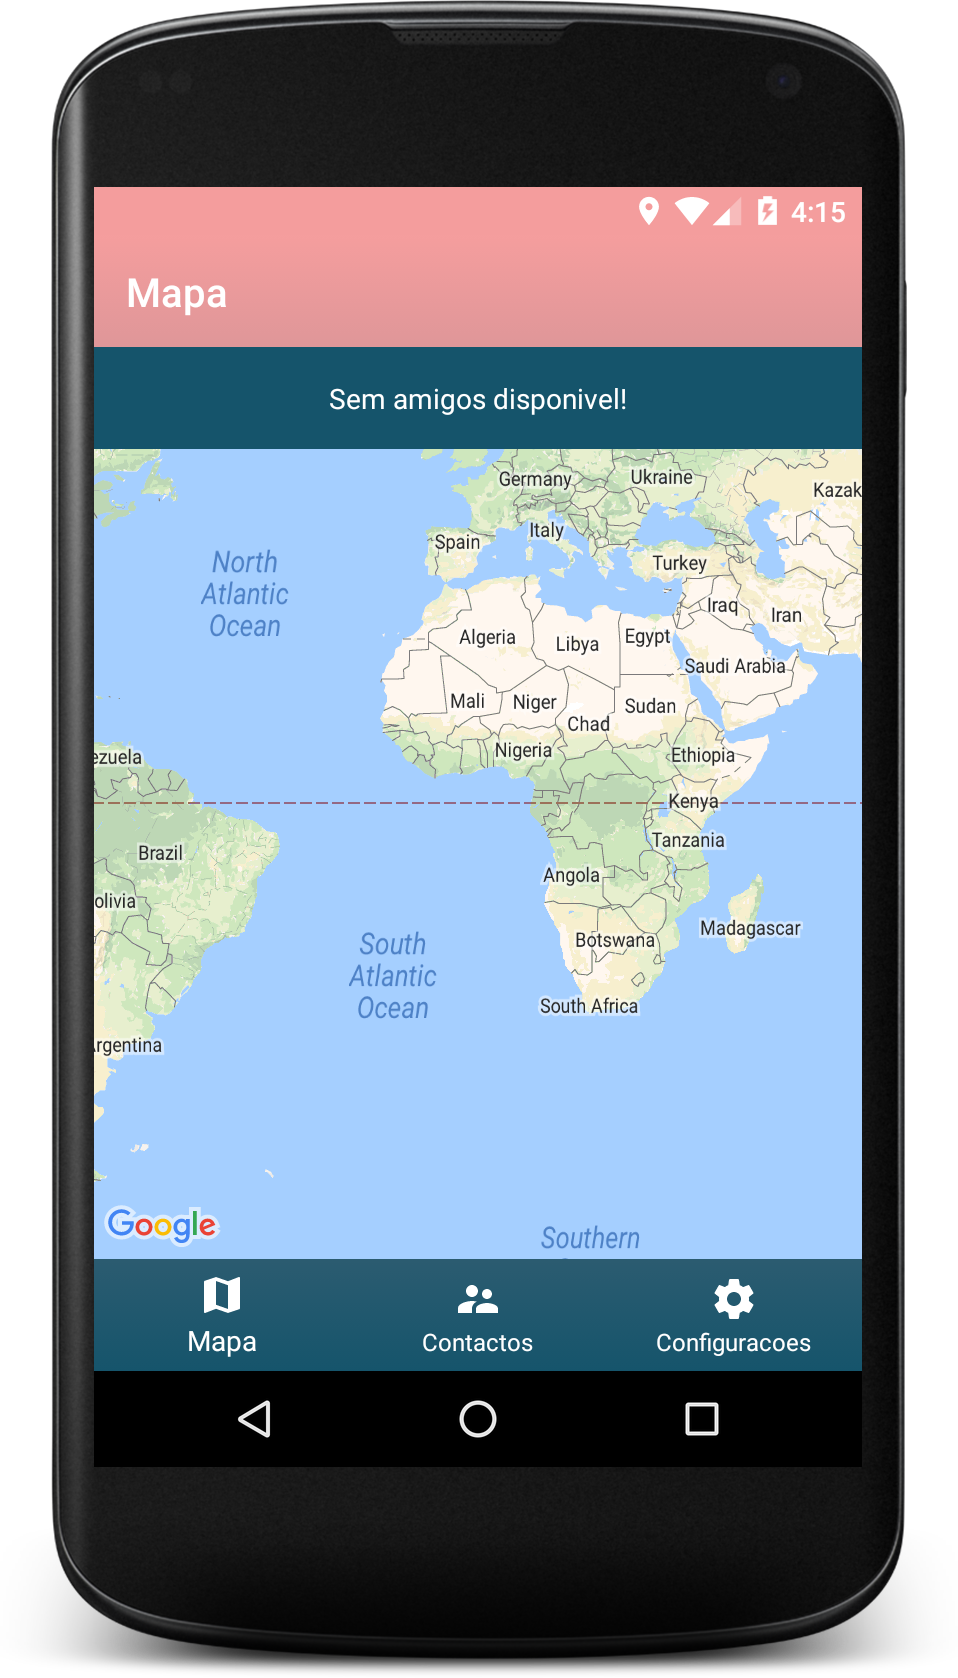 4:15
Mapa
Sem amigos disponivel!
Germany
Ukraine
Kazak
Italy
Spain
North
Atlantic
Ocean
Turkey
Iraq
Iran
Algeria
Libya
Egypt
Saudi Arabia
Mali
Niger
Sudan
Chad
Nigeria
Ethiopia
ezuela
Kenya
Tanzania
Brazil
Angola
olivia
Madagascar
Botswana
South
Atlantic
Ocean
South Africa
rgentina
Google
Southern
Mapa
Contactos
Configuracoes